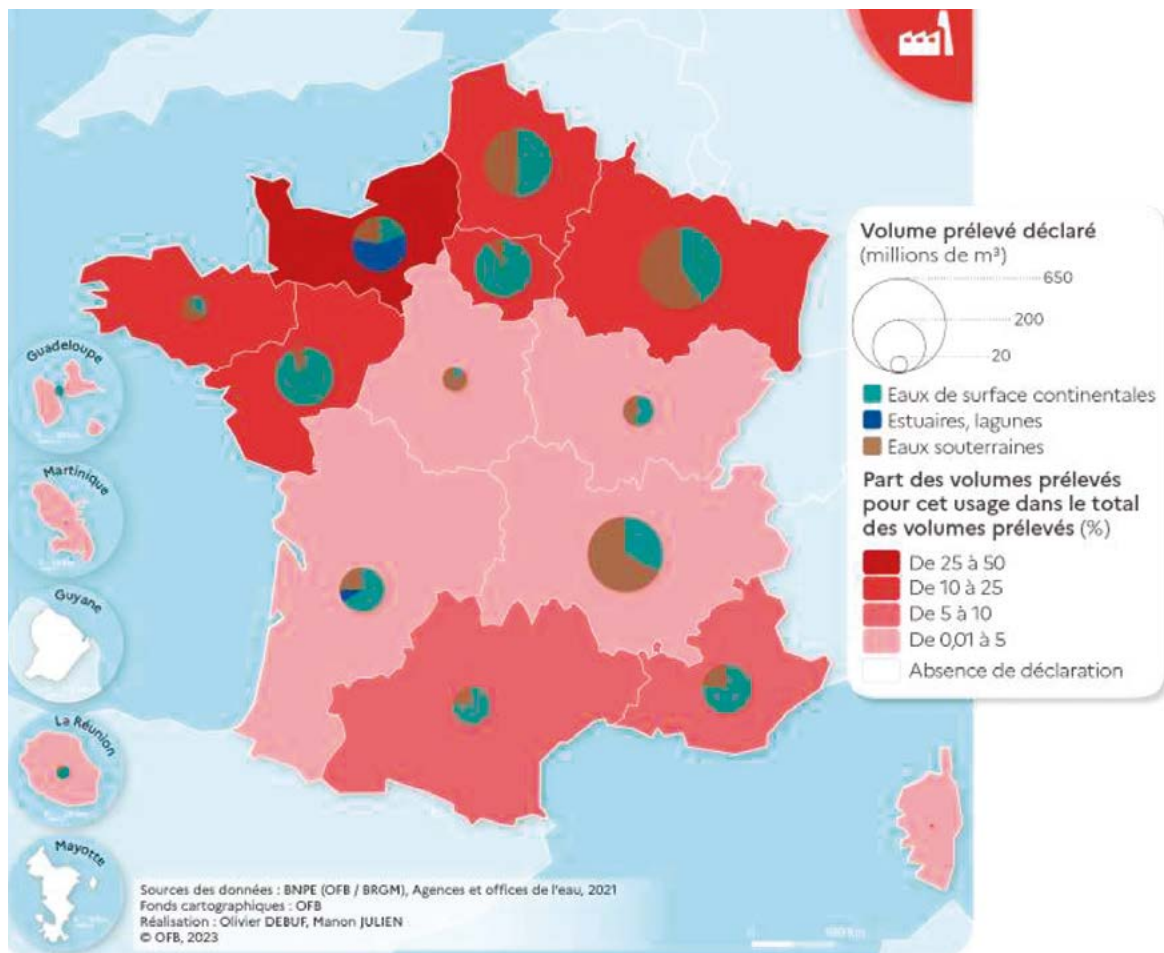 Guadeloupe
Martinique
Guyane
La Réunion
Mayotte
Volume prélevé déclaré
(millions de m³)
650
200
20
Eaux de surface continentales
Estuaires, lagunes
Eaux souterraines
Part des volumes prélevés
pour cet usage dans le total
des volumes prélevés (%)
De 25 à 50
De 10 à 25
De 5 à 10
De 0,01 à 5
Absence de déclaration
Sources des données : BNPE (OFB / BRGM), Agences et offices de l'eau, 2021
Fonds cartographiques : OFB
Réalisation : Olivier DEBUF, Manon JULIEN
© OFB, 2023
0